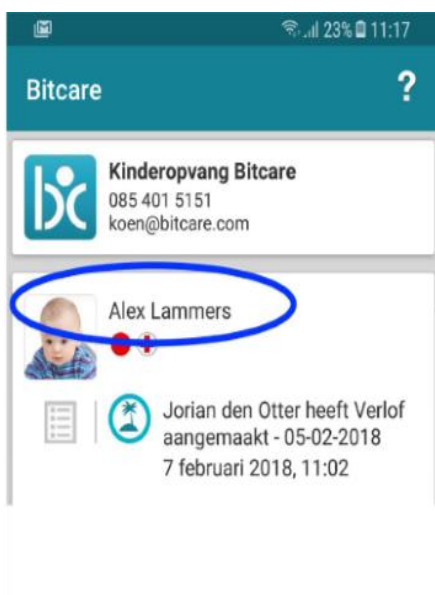 23% 11:17
Bitcare ?
bc
Kinderopvang Bitcare
085 401 5151
koen@bitcare.com
Alex Lammers
Jorian den Otter heeft Verlof
aangemaakt - 05-02-2018
7 februari 2018, 11:02